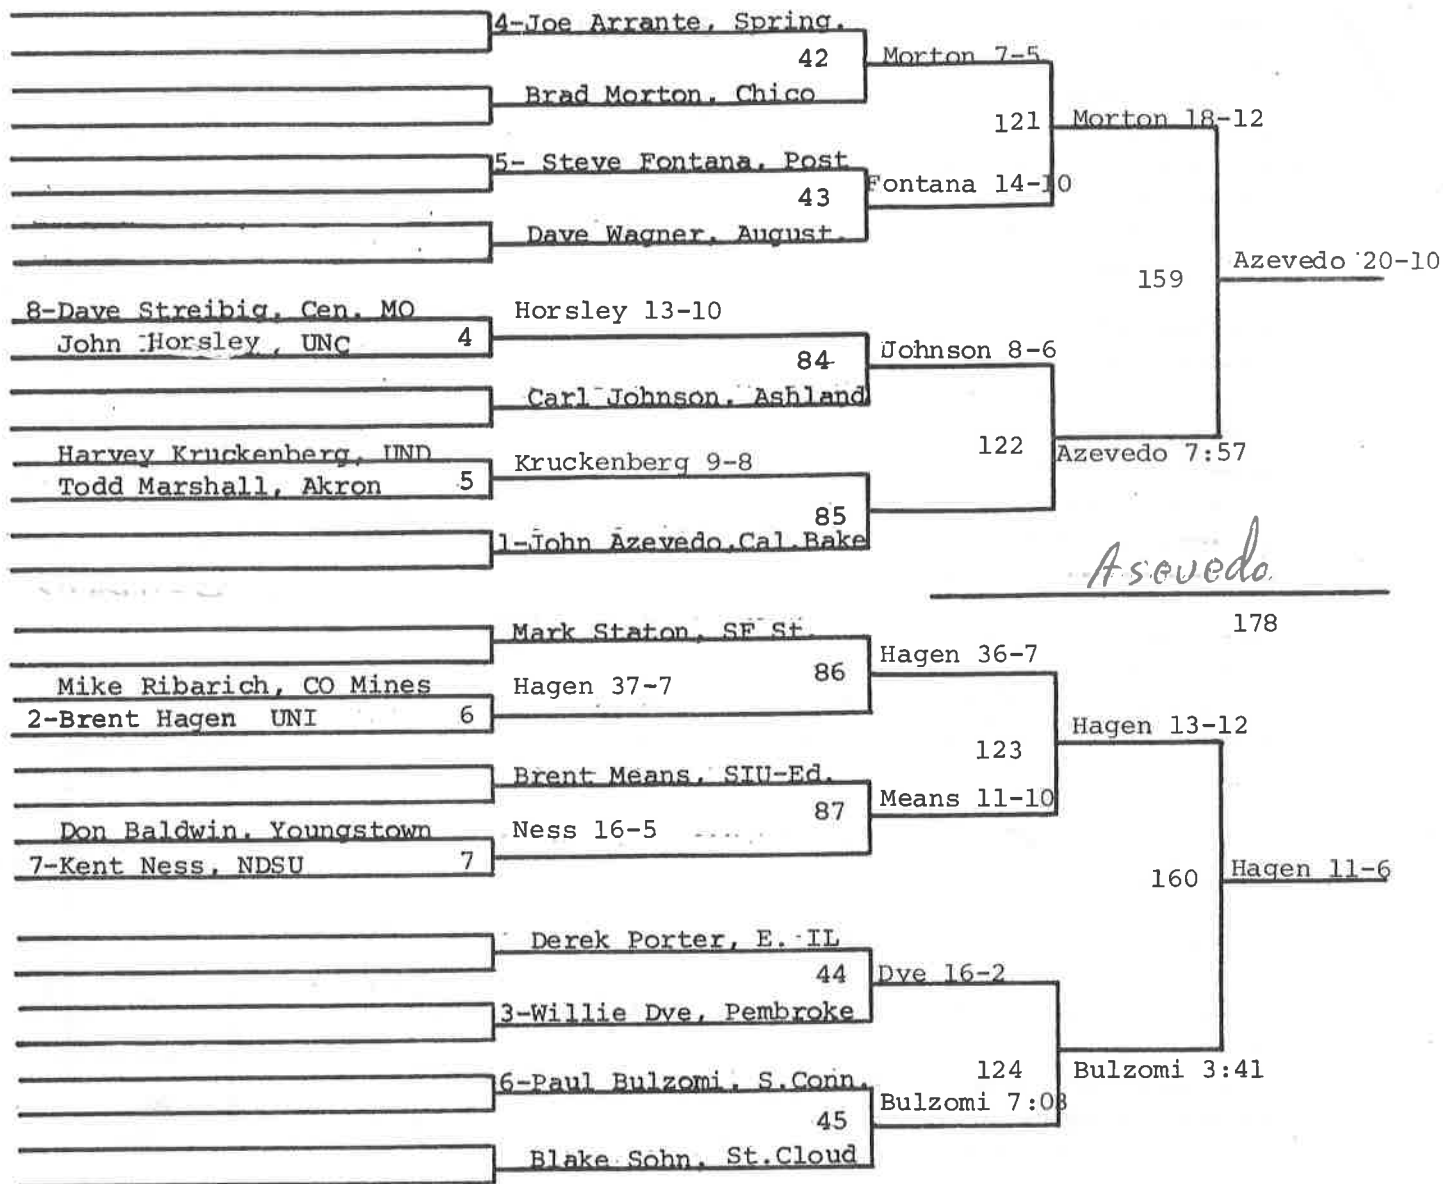 4-Joe Arrante, Spring.
42
Morton 7-5
Brad Morton, Chico
121
Morton 18-12
5- Steve Fontana, Post
43
Fontana 14-10
Dave Wagner, August.
159
Azevedo 20-10
8-Dave Streibig, Cen. MO
John Horsley, UNC
4
Horsley 13-10
84
Johnson 8-6
Carl Johnson, Ashland
122
Azevedo 7:57
Harvey Kruckenberg, UND
Todd Marshall, Akron
5
Kruckenberg 9-8
85
1-John Azevedo, Cal.Bake
Asevedo
178
Mark Staton, SF St.
86
Hagen 36-7
Mike Ribarich, CO Mines
2-Brent Hagen UNI
6
Hagen 37-7
123
Hagen 13-12
Brent Means, SIU-Ed.
87
Means 11-10
Don Baldwin, Youngstown
7-Kent Ness, NDSU
7
Ness 16-5
160
Hagen 11-6
Derek Porter, E. IL
44
Dye 16-2
3-Willie Dye, Pembroke
124
Bulzomi 3:41
6-Paul Bulzomi, S.Conn.
45
Bulzomi 7:08
Blake Sohn, St.Cloud